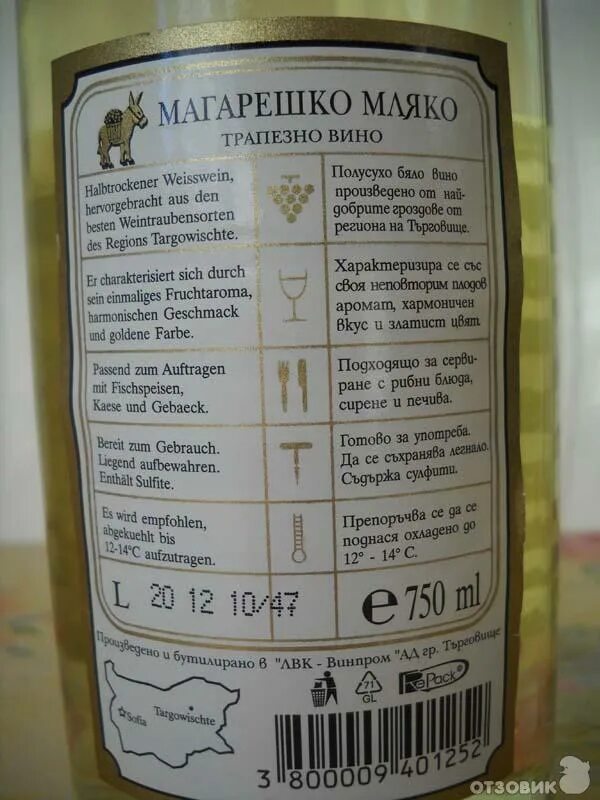 МАГАРЕШКО МЛЯКО
ТРАПЕЗНО ВИНО
Halbtrockener Weisswein,
hervorgebracht aus den
besten Weintraubensorten
des Regions Targowischte.
Полусухо бяло вино
произведено от най-
добрите гроздове от
региона на Търговище.
Er charakterisiert sich durch
sein einmaliges Fruchtaroma,
harmonischen Geschmack
und goldene Farbe.
Характеризира се със
своя неповторим плодов
аромат, хармоничен
вкус и златист цвят.
Passend zum Auftragen
mit Fischspeisen,
Kaese und Gebaeck.
Подходящо за серви-
ране с рибни блюда,
сирене и печива.
Bereit zum Gebrauch.
Liegend aufbewahren.
Enthält Sulfite.
Готово за употреба.
Да се съхранява легнало.
Съдържа сулфити.
Es wird empfohlen,
abgekuehlt bis
12-14°C aufzutragen.
Препоръчва се да се
поднася охладено до
12° - 14° C.
L 20 12 10/47
e 750 ml
Произведено и бутилирано в "ЛВК - Винпром "АД гр. Търговище
Sofia
Targowischte
71
GL
RePack®
3 800009 401252
ОТЗОВИК